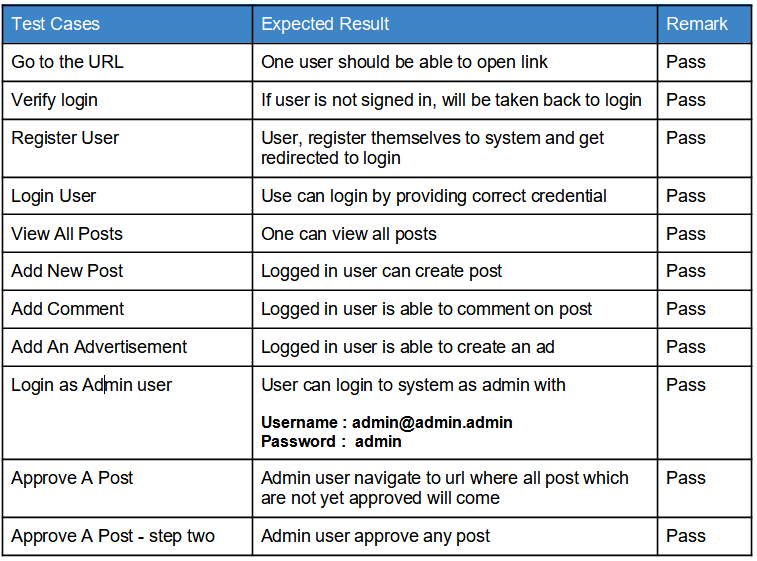 Test Cases Expected Result Remark
Go to the URL One user should be able to open link Pass
Verify login If user is not signed in, will be taken back to login Pass
Register User User, register themselves to system and get Pass
redirected to login
Login User Use can login by providing correct credential Pass
View All Posts One can view all posts Pass
Add New Post Logged in user can create post Pass
Add Comment Logged in user is able to comment on post Pass
Add An Advertisement Logged in user is able to create an ad Pass
Login as Admin user User can login to system as admin with Pass
Username : admin@admin.admin
Password : admin
Approve A Post Admin user navigate to url where all post which Pass
are not yet approved will come
Approve A Post - step two Admin user approve any post Pass